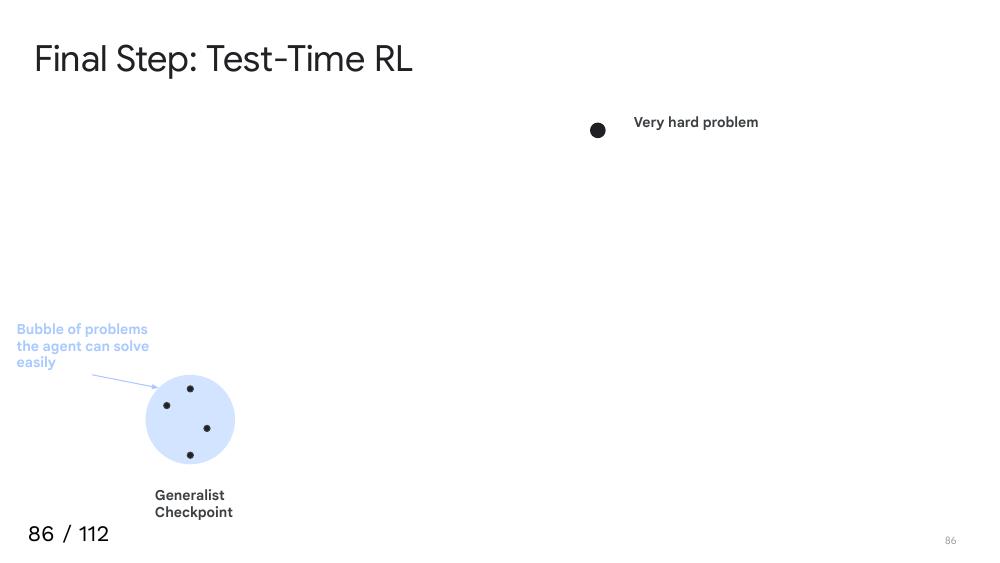 Final Step: Test-Time RL
Very hard problem
Bubble of problems
the agent can solve
easily
Generalist
Checkpoint
86 / 112
86